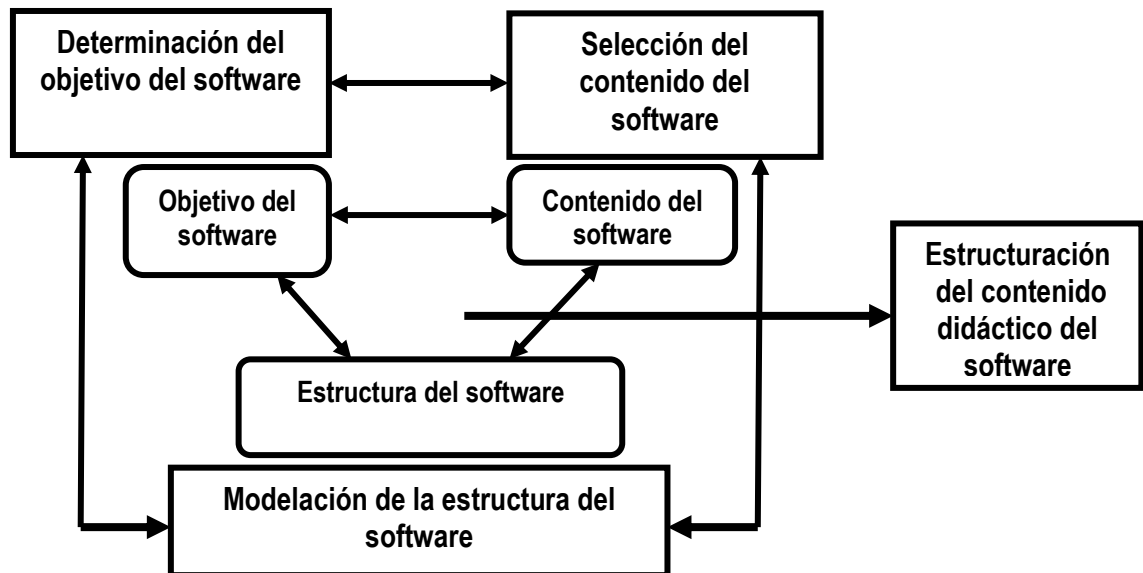 Determinación del
objetivo del software
Selección del
contenido del
software
Objetivo del
software
Contenido del
software
Estructuración
del contenido
didáctico del
software
Estructura del software
Modelación de la estructura del
software